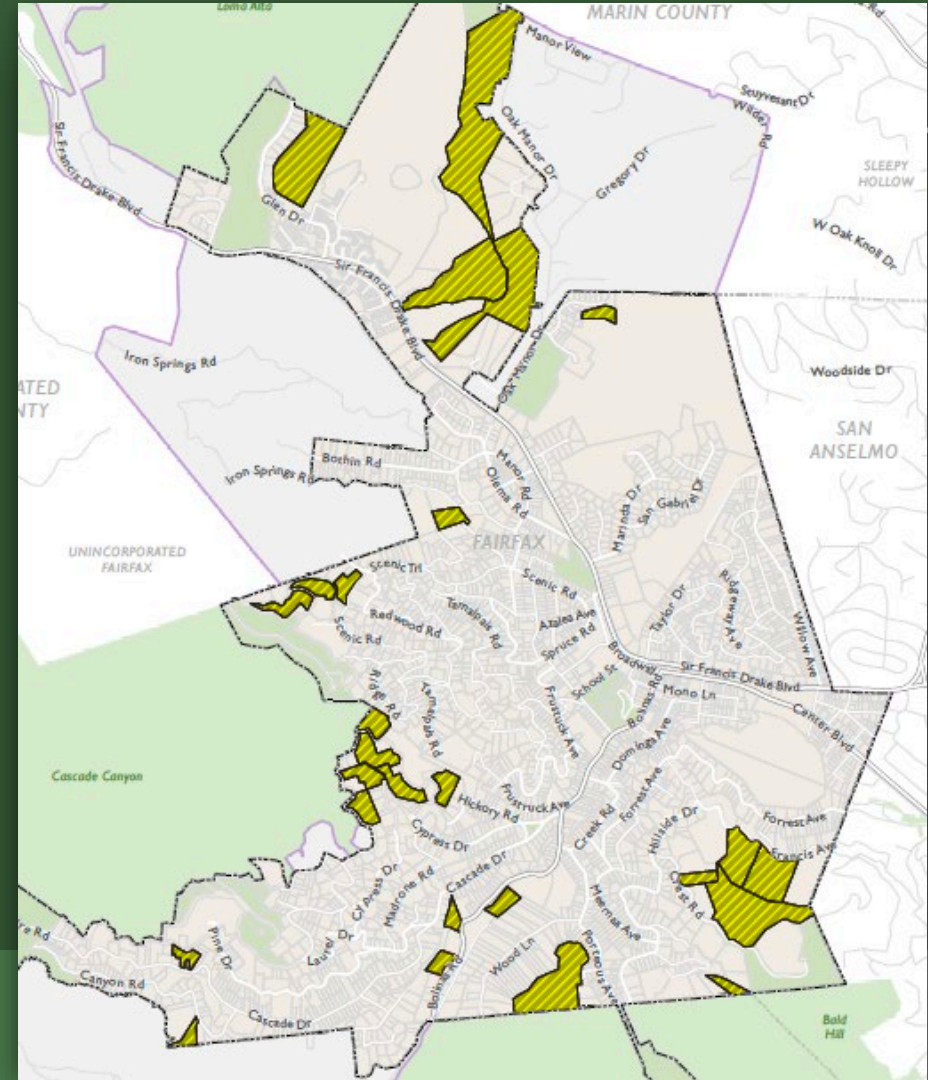 Loma Alta
MARIN COUNTY
Rd
Manor View
Stuyvesant Dr
Wilder Rd
Sir Francis Drake Blvd
Oak Manor Dr
Gregory Dr
SLEEPY
HOLLOW
Glen Dr
W Oak Knoll Dr
Sir Francis Drake Blvd
Iron Springs Rd
Oak Manor Dr
Woodside Dr
ATED
NTY
SAN
ANSELMO
Bothin Rd
Iron Springs Rd
Manor Rd
Olema Rd
Marinda Dr
San Gabriel Dr
FAIRFAX
UNINCORPORATED
FAIRFAX
Scenic Trl
Scenic Rd
Redwood Rd
Tamalpais Rd
Azalea Ave
Taylor Dr
Ridgeway Ave
Willow Ave
Scenic Rd
Spruce Rd
Broadway
Sir Francis Drake Blvd
School St
Mono Ln
Ridge Rd
Tamalpais Rd
Frustuck Ave
Bolinas Rd
Dominga Ave
Center Blvd
Cascade Canyon
Hickory Rd
Frustruck Ave
Creek Rd
Forrest Ave
Hillside Dr
Forrest Ave
Francis Ave
Cypress Dr
Cascade Dr
Crest Rd
Cypress Dr
Madrone Rd
Meernaa Ave
re Rd
Pine Dr
Laurel Dr
Wood Ln
Porteous Ave
Canyon Rd
Bolinas Rd
Cascade Dr
Bald
Hill